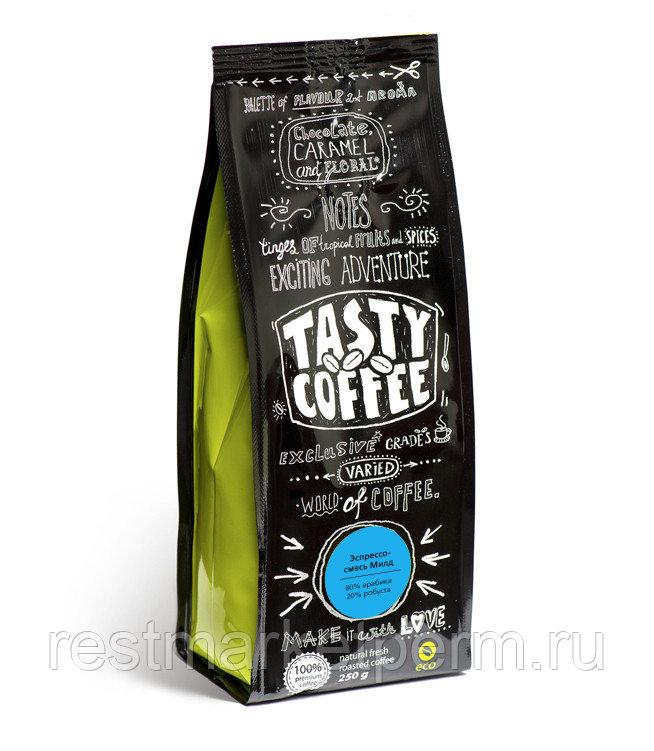 PALETTE of FLAVOUR and AROMA
Chocolate,
CARAMEL
and FLORAL
NOTES
tinges OF tropical FRUITS and SPICES
EXCITING ADVENTURE
TASTY
COFFEE
EXCLUSIVE GRADES
VARIED
WORLD of COFFEE.
Эспрессо-
смесь Милд
80% арабика
20% робуста
MAKE IT with LOVE
100%
premium
coffee
natural fresh
roasted coffee
250 g
eco
restmarketperm.ru